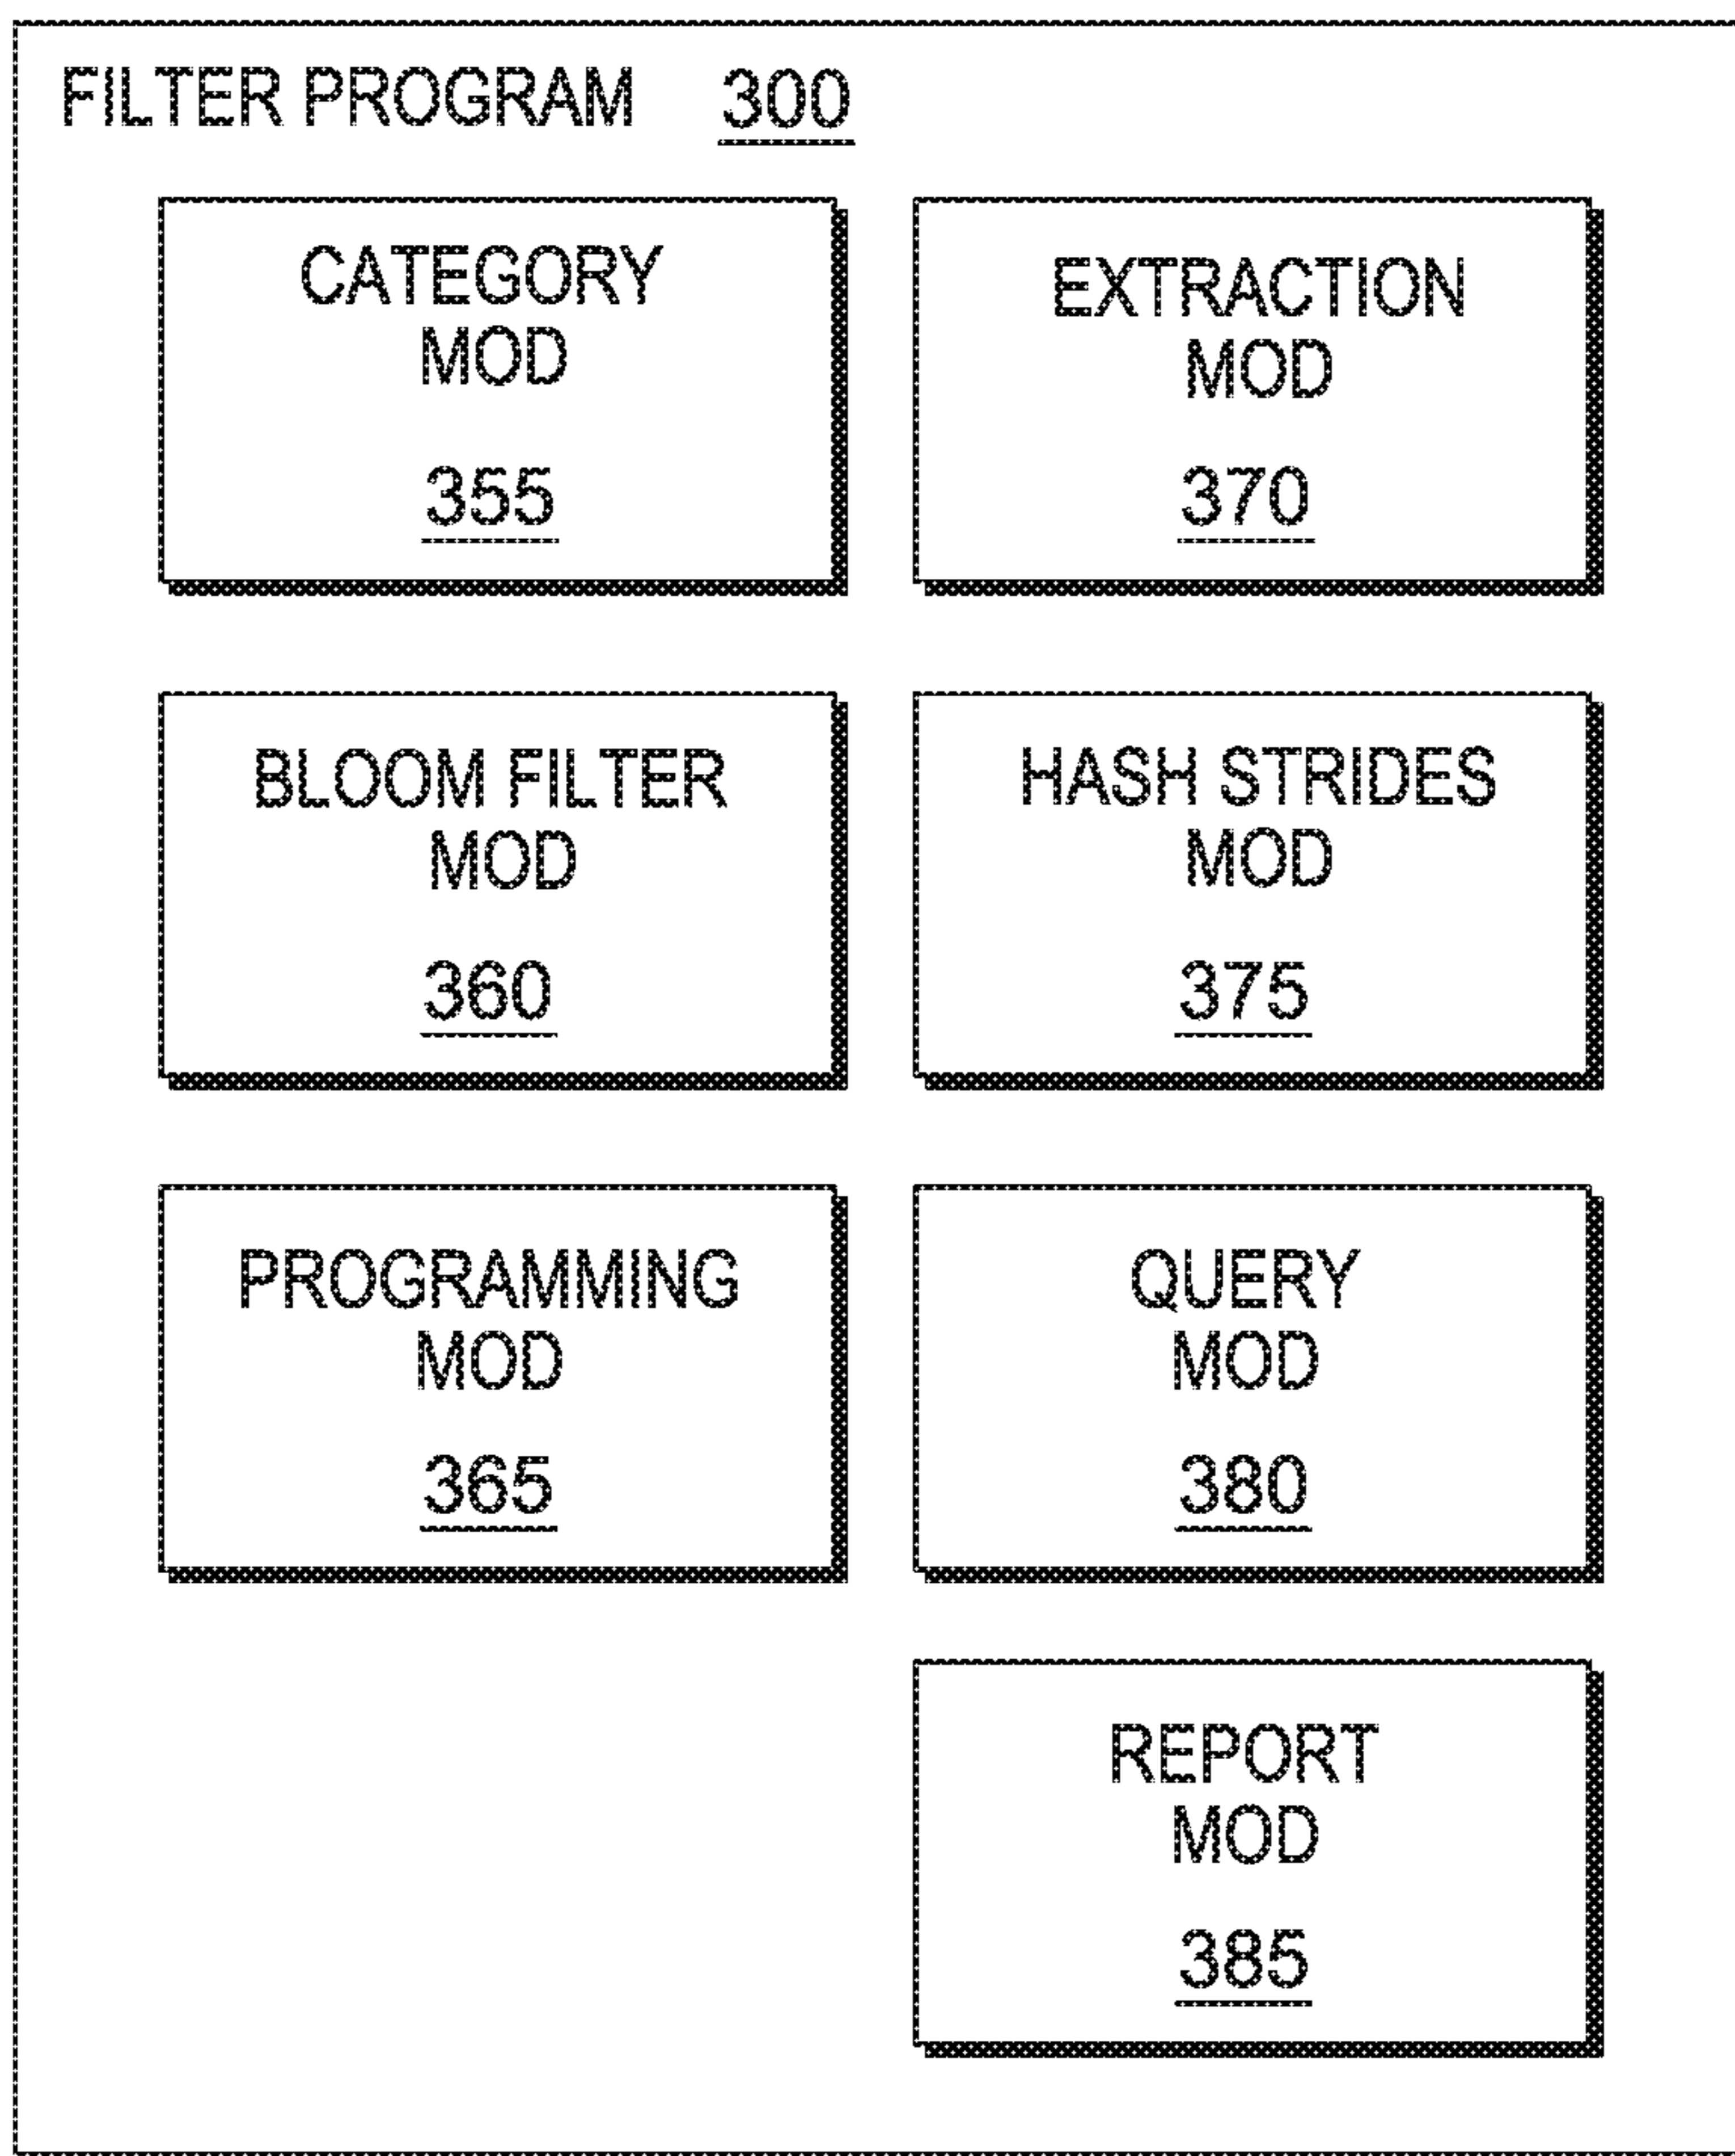 FILTER PROGRAM 300
CATEGORY
MOD
355
EXTRACTION
MOD
370
BLOOM FILTER
MOD
360
HASH STRIDES
MOD
375
PROGRAMMING
MOD
365
QUERY
MOD
380
REPORT
MOD
385